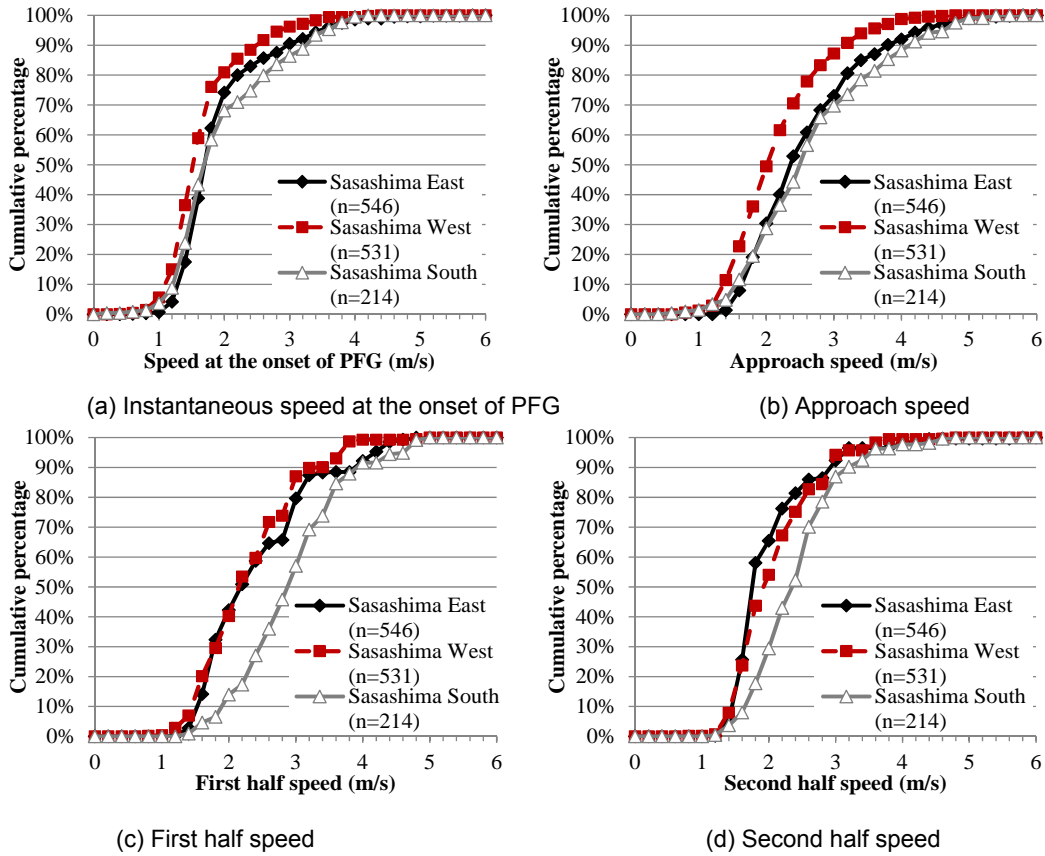 100%
90%
80%
70%
60%
50%
40%
30%
20%
10%
0%
Cumulative percentage
Sasashima East
(n=546)
Sasashima West
(n=531)
Sasashima South
(n=214)
0 1 2 3 4 5 6
Speed at the onset of PFG (m/s)
(a) Instantaneous speed at the onset of PFG
100%
90%
80%
70%
60%
50%
40%
30%
20%
10%
0%
Cumulative percentage
Sasashima East
(n=546)
Sasashima West
(n=531)
Sasashima South
(n=214)
0 1 2 3 4 5 6
Approach speed (m/s)
(b) Approach speed
100%
90%
80%
70%
60%
50%
40%
30%
20%
10%
0%
Cumulative percentage
Sasashima East
(n=546)
Sasashima West
(n=531)
Sasashima South
(n=214)
0 1 2 3 4 5 6
First half speed (m/s)
(c) First half speed
100%
90%
80%
70%
60%
50%
40%
30%
20%
10%
0%
Cumulative percentage
Sasashima East
(n=546)
Sasashima West
(n=531)
Sasashima South
(n=214)
0 1 2 3 4 5 6
Second half speed (m/s)
(d) Second half speed